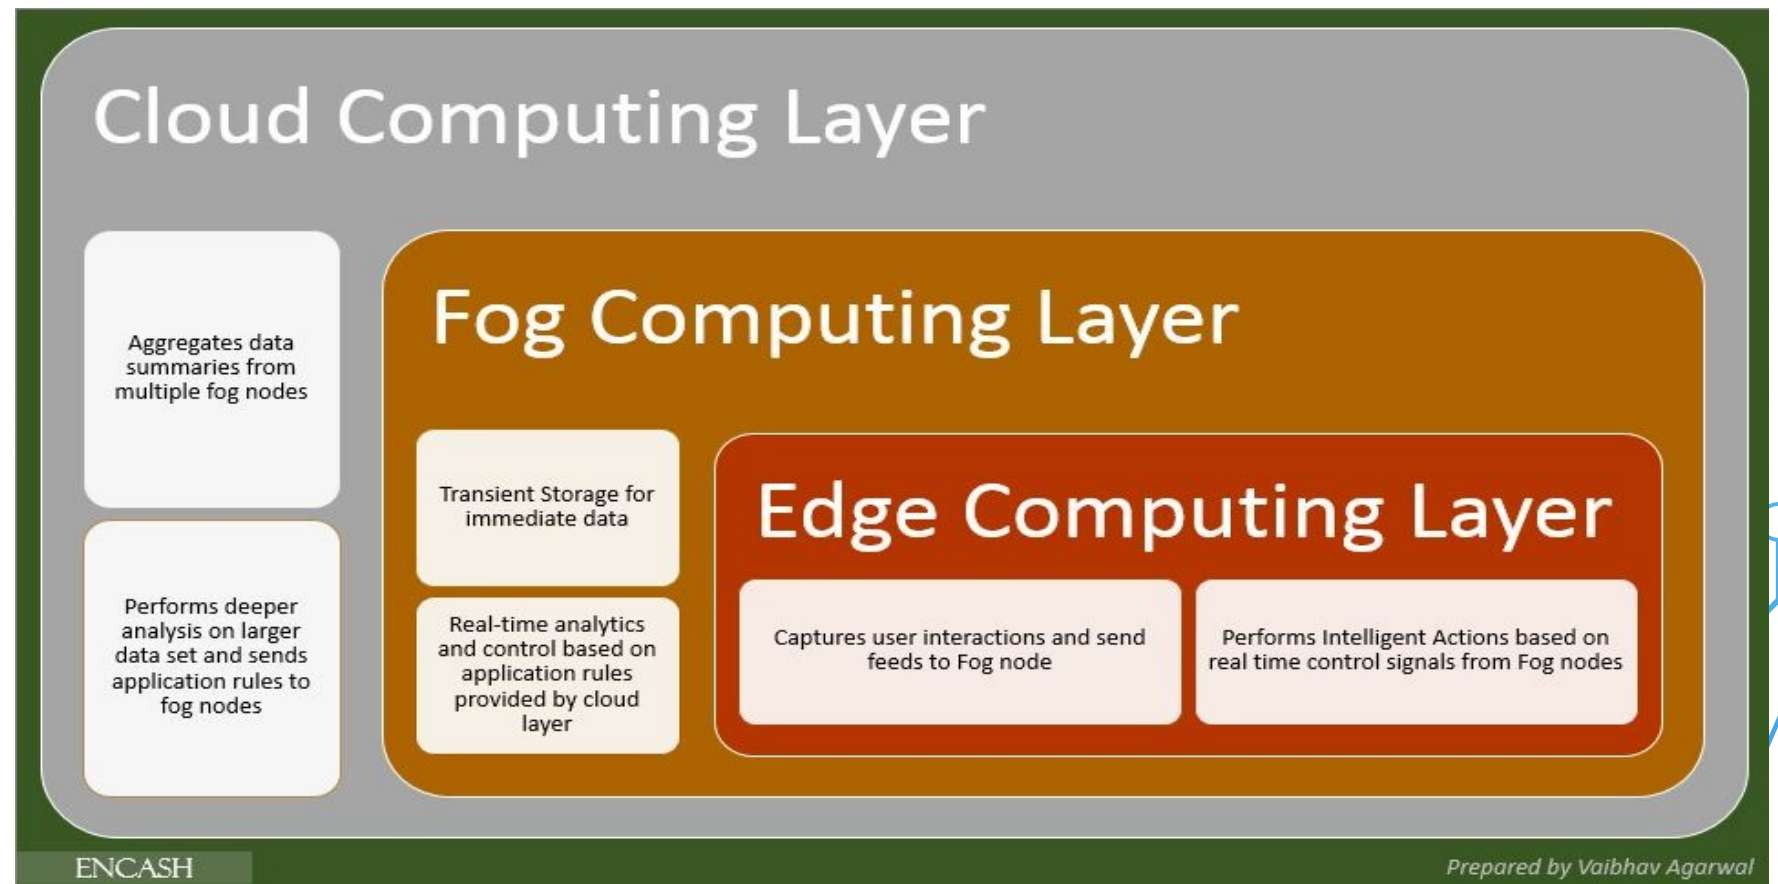 Cloud Computing Layer
Aggregates data
summaries from
multiple fog nodes
Performs deeper
analysis on larger
data set and sends
application rules to
fog nodes
Fog Computing Layer
Transient Storage for
immediate data
Real-time analytics
and control based on
application rules
provided by cloud
layer
Edge Computing Layer
Captures user interactions and send
feeds to Fog node
Performs Intelligent Actions based on
real time control signals from Fog nodes
ENCASH
Prepared by Vaibhav Agarwal